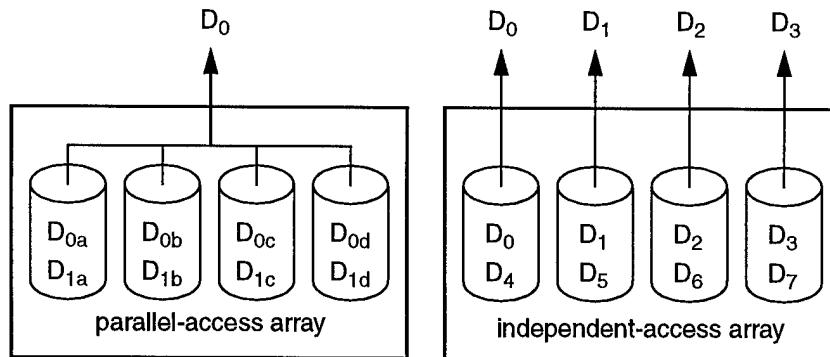 D0 D0 D1 D2 D3
D0a D0b D0c D0d D0 D1 D2 D3
D1a D1b D1c D1d D4 D5 D6 D7
parallel-access array independent-access array